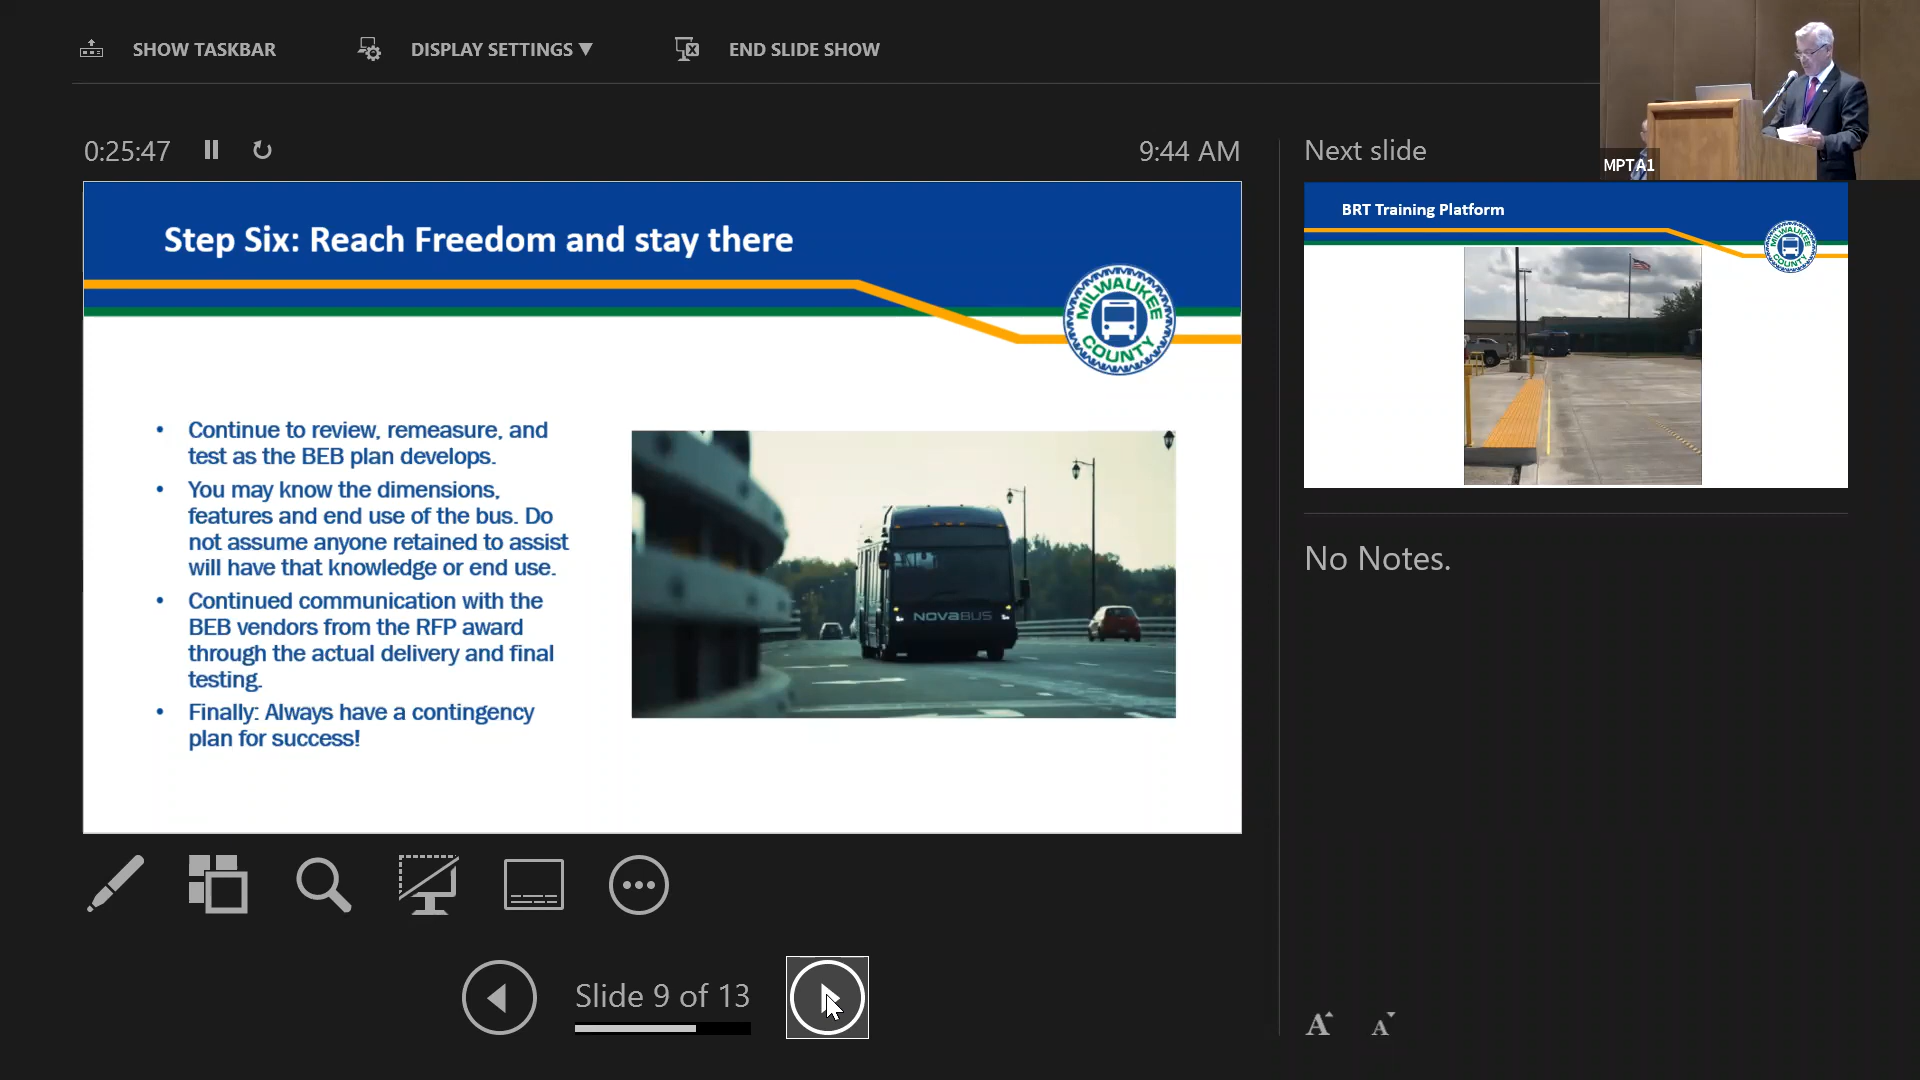 SHOW TASKBAR
DISPLAY SETTINGS ▼
END SLIDE SHOW
MPTA1
0:25:47
9:44 AM
Next slide
Step Six: Reach Freedom and stay there
MILWAUKEE
COUNTY
• Continue to review, remeasure, and
test as the BEB plan develops.
• You may know the dimensions,
features and end use of the bus. Do
not assume anyone retained to assist
will have that knowledge or end use.
• Continued communication with the
BEB vendors from the RFP award
through the actual delivery and final
testing.
• Finally: Always have a contingency
plan for success!
NOVABUS
BRT Training Platform
MILWAUKEE
COUNTY
No Notes.
Slide 9 of 13
A
A